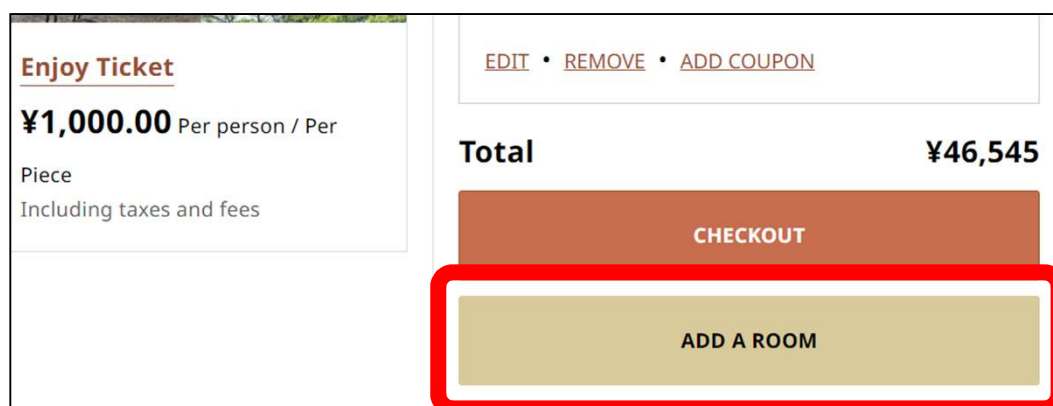 Enjoy Ticket
¥1,000.00 Per person / Per
Piece
Including taxes and fees
EDIT • REMOVE • ADD COUPON
Total ¥46,545
CHECKOUT
ADD A ROOM